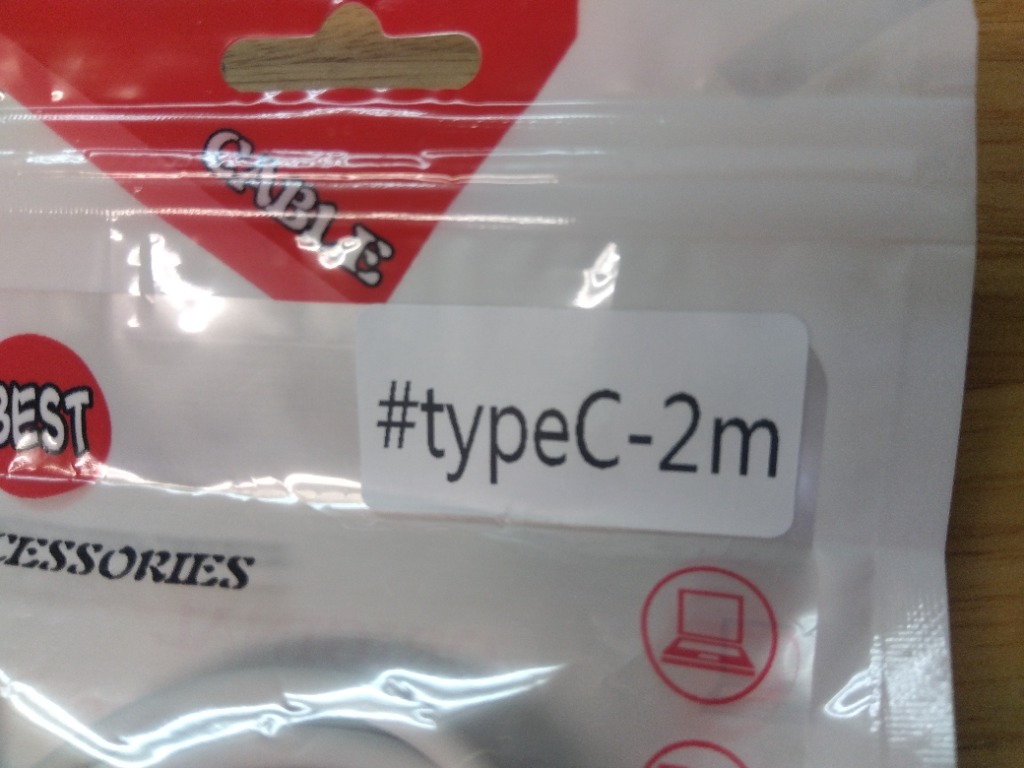 CABLE
BEST
#typeC-2m
CESSORIES